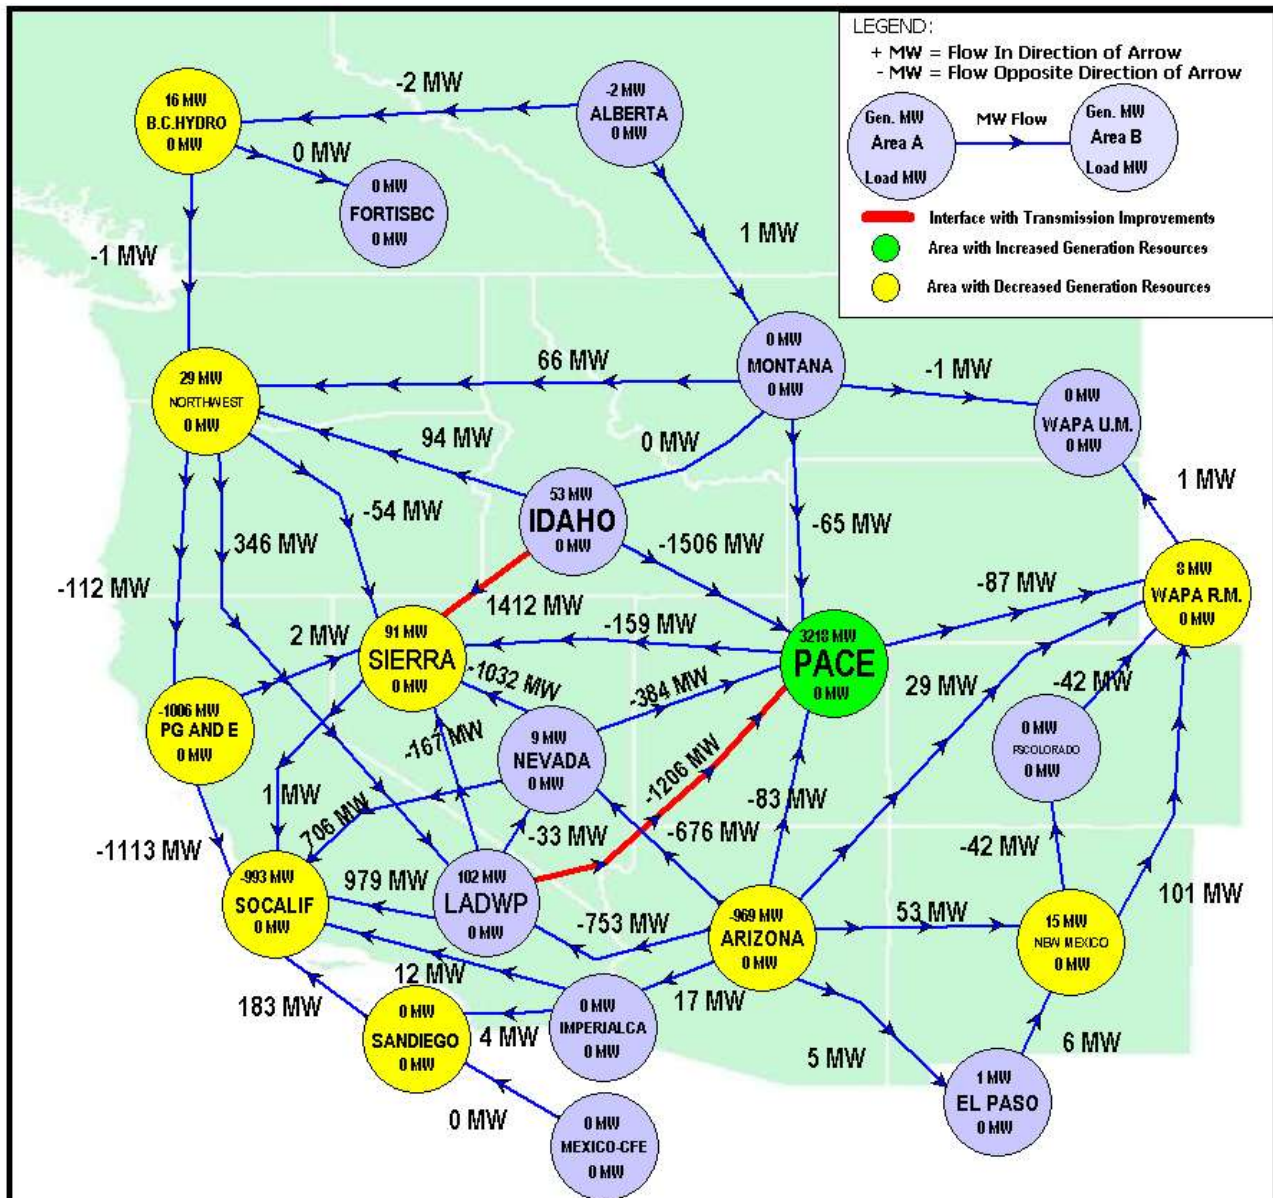 LEGEND:
+ MW = Flow In Direction of Arrow
- MW = Flow Opposite Direction of Arrow
Gen. MW
Area A
Load MW
MW Flow
Gen. MW
Area B
Load MW
Interface with Transmission Improvements
Area with Increased Generation Resources
Area with Decreased Generation Resources
16 MW
B.C.HYDRO
0 MW
-2 MW
-2 MW
ALBERTA
0 MW
0 MW
0 MW
FORTISBC
0 MW
-1 MW
1 MW
0 MW
MONTANA
0 MW
66 MW
-1 MW
0 MW
WAPA U.M.
0 MW
29 MW
NORTHWEST
0 MW
94 MW
0 MW
53 MW
IDAHO
0 MW
1 MW
-54 MW
346 MW
-1506 MW
-65 MW
-112 MW
-87 MW
8 MW
WAPA R.M.
0 MW
1412 MW
2 MW
-159 MW
91 MW
SIERRA
0 MW
3218 MW
PACE
0 MW
-1032 MW
-384 MW
29 MW
-42 MW
-1006 MW
PG AND E
0 MW
-167 MW
9 MW
NEVADA
0 MW
0 MW
PSCOLORADO
0 MW
-1206 MW
1 MW
706 MW
-33 MW
-676 MW
-83 MW
-1113 MW
-42 MW
-993 MW
SOCALIF
0 MW
979 MW
102 MW
LADWP
0 MW
101 MW
-753 MW
-969 MW
ARIZONA
0 MW
53 MW
15 MW
NEW MEXICO
0 MW
12 MW
183 MW
17 MW
0 MW
SANDIEGO
0 MW
4 MW
0 MW
IMPERIALCA
0 MW
5 MW
6 MW
1 MW
EL PASO
0 MW
0 MW
0 MW
MEXICO-CFE
0 MW